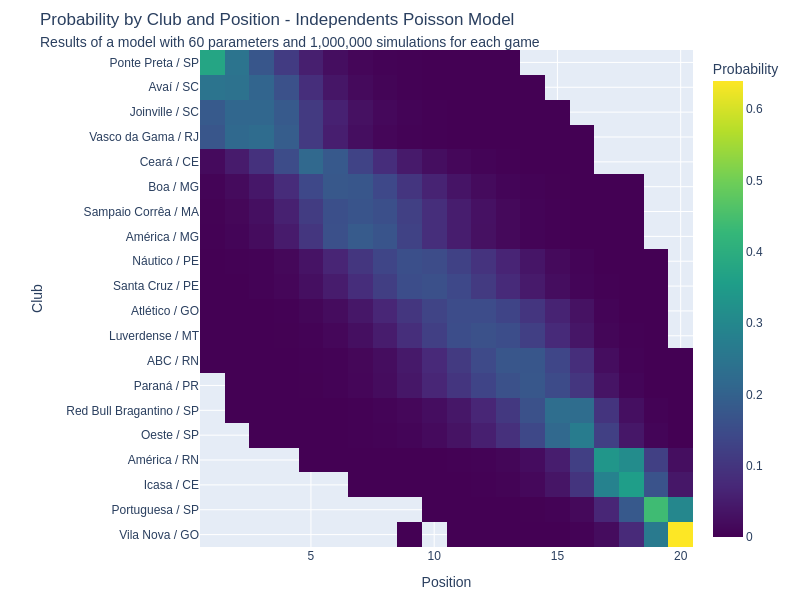 Probability by Club and Position - Independents Poisson Model
Results of a model with 60 parameters and 1,000,000 simulations for each game
Probability
Ponte Preta / SP
Avaí / SC
Joinville / SC
Vasco da Gama / RJ
Ceará / CE
Boa / MG
Sampaio Corrêa / MA
América / MG
Náutico / PE
Santa Cruz / PE
Atlético / GO
Luverdense / MT
ABC / RN
Paraná / PR
Red Bull Bragantino / SP
Oeste / SP
América / RN
Icasa / CE
Portuguesa / SP
Vila Nova / GO
Club
5
10
15
20
Position
0.6
0.5
0.4
0.3
0.2
0.1
0